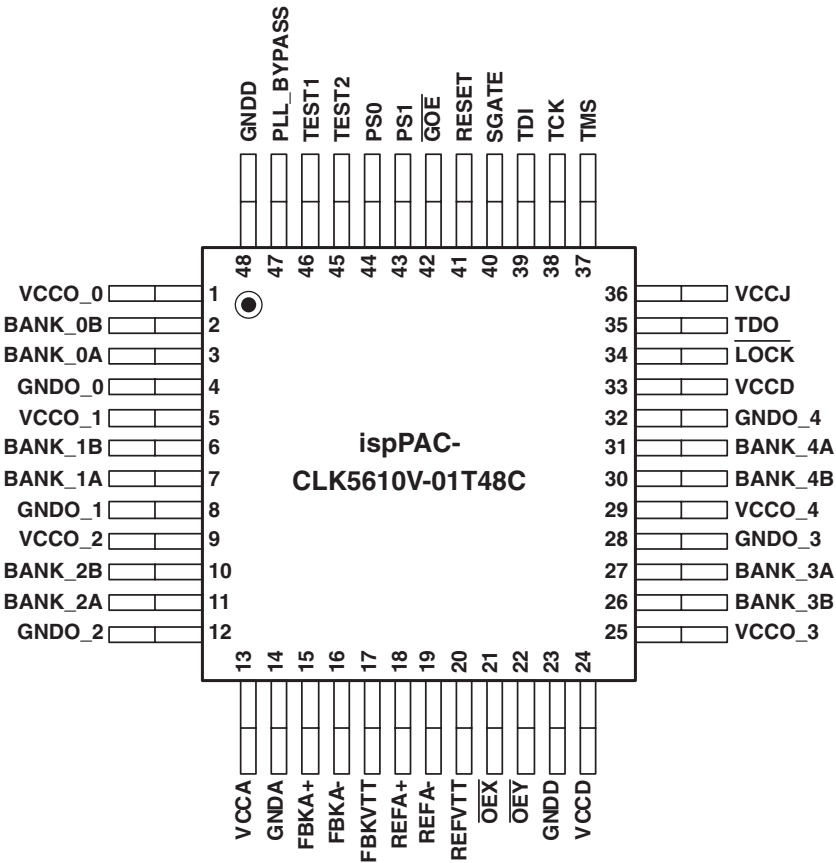 GNDD
PLL_BYPASS
TEST1
TEST2
PS0
PS1
GOE
RESET
SGATE
TDI
TCK
TMS
48
47
46
45
44
43
42
41
40
39
38
37
VCCO_0 1
BANK_0B 2
BANK_0A 3
GNDO_0 4
VCCO_1 5
BANK_1B 6
BANK_1A 7
GNDO_1 8
VCCO_2 9
BANK_2B 10
BANK_2A 11
GNDO_2 12
ispPAC-
CLK5610V-01T48C
36 VCCJ
35 TDO
34 LOCK
33 VCCD
32 GNDO_4
31 BANK_4A
30 BANK_4B
29 VCCO_4
28 GNDO_3
27 BANK_3A
26 BANK_3B
25 VCCO_3
13
14
15
16
17
18
19
20
21
22
23
24
VCCA
GNDA
FBKA+
FBKA-
FBKVTT
REFA+
REFA-
REFVTT
OEX
OEY
GNDD
VCCD